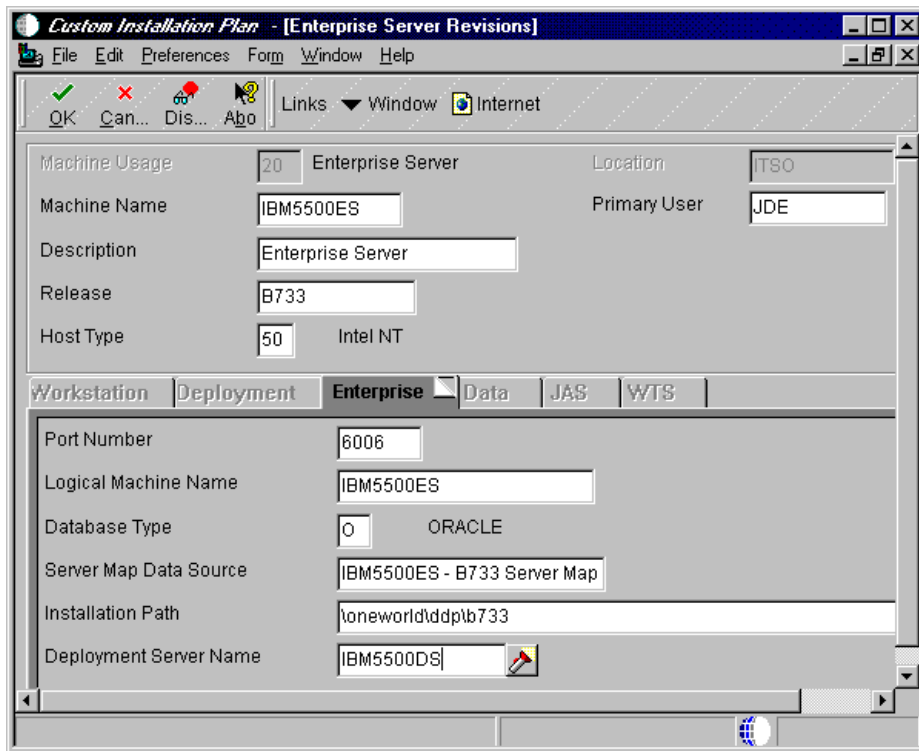 Custom Installation Plan - [Enterprise Server Revisions]
File Edit Preferences Form Window Help
OK Can... Dis... Abo Links Window Internet
Machine Usage 20 Enterprise Server Location ITSO
Machine Name IBM5500ES Primary User JDE
Description Enterprise Server
Release B733
Host Type 50 Intel NT
Workstation Deployment Enterprise Data JAS WTS
Port Number 6006
Logical Machine Name IBM5500ES
Database Type O ORACLE
Server Map Data Source IBM5500ES - B733 Server Map
Installation Path \oneworld\ddp\b733
Deployment Server Name IBM5500DS